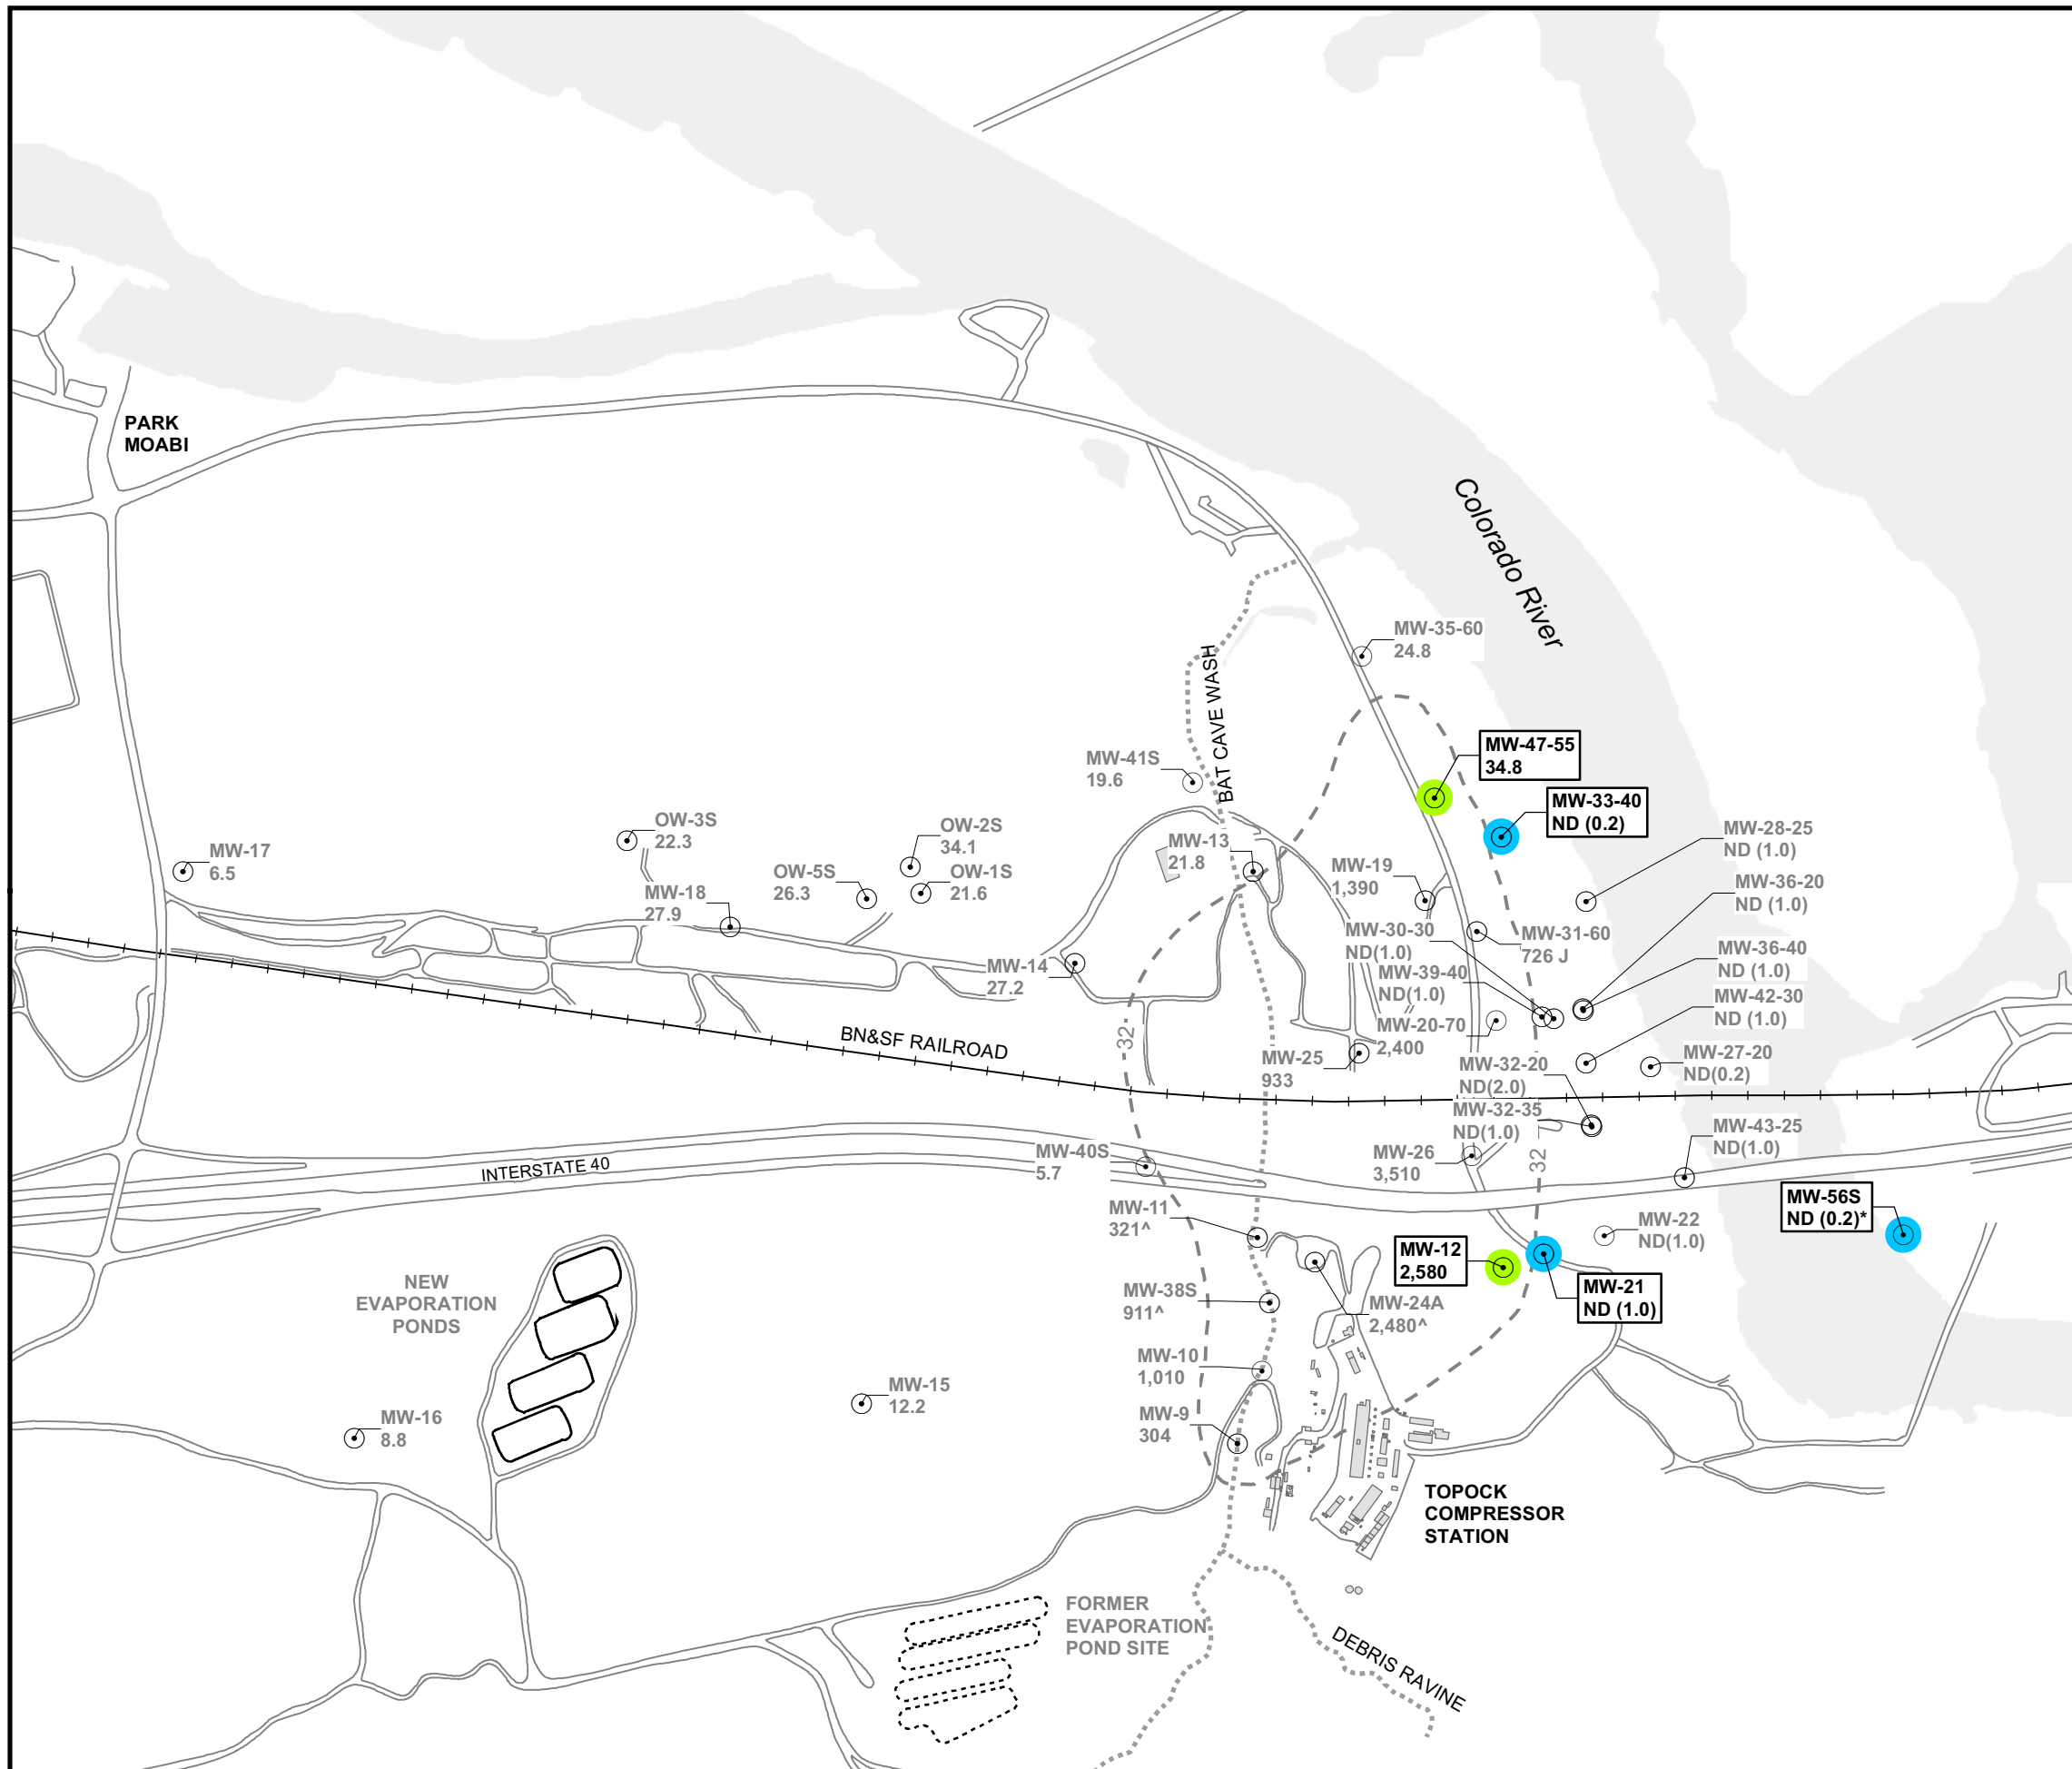 PARK
MOABI
Colorado River
MW-35-60
24.8
BAT CAVE WASH
MW-47-55
34.8
MW-41S
19.6
MW-33-40
ND (0.2)
OW-3S
22.3
OW-2S
34.1
MW-28-25
ND (1.0)
MW-17
6.5
MW-13
21.8
OW-5S
26.3
OW-1S
21.6
MW-19
1,390
MW-36-20
ND (1.0)
MW-18
27.9
MW-30-30
ND(1.0)
MW-31-60
726 J
MW-36-40
ND (1.0)
MW-14
27.2
MW-39-40
ND(1.0)
MW-42-30
ND (1.0)
32
BN&SF RAILROAD
MW-20-70
2,400
MW-25
933
MW-32-20
ND(2.0)
MW-27-20
ND(0.2)
MW-32-35
ND(1.0)
MW-43-25
ND(1.0)
MW-40S
5.7
MW-26
3,510
32
INTERSTATE 40
MW-56S
ND (0.2)*
MW-11
321^
MW-22
ND(1.0)
MW-12
2,580
MW-21
ND (1.0)
NEW
EVAPORATION
PONDS
MW-38S
911^
MW-24A
2,480^
MW-10
1,010
MW-15
12.2
MW-16
8.8
MW-9
304
TOPOCK
COMPRESSOR
STATION
FORMER
EVAPORATION
POND SITE
DEBRIS RAVINE